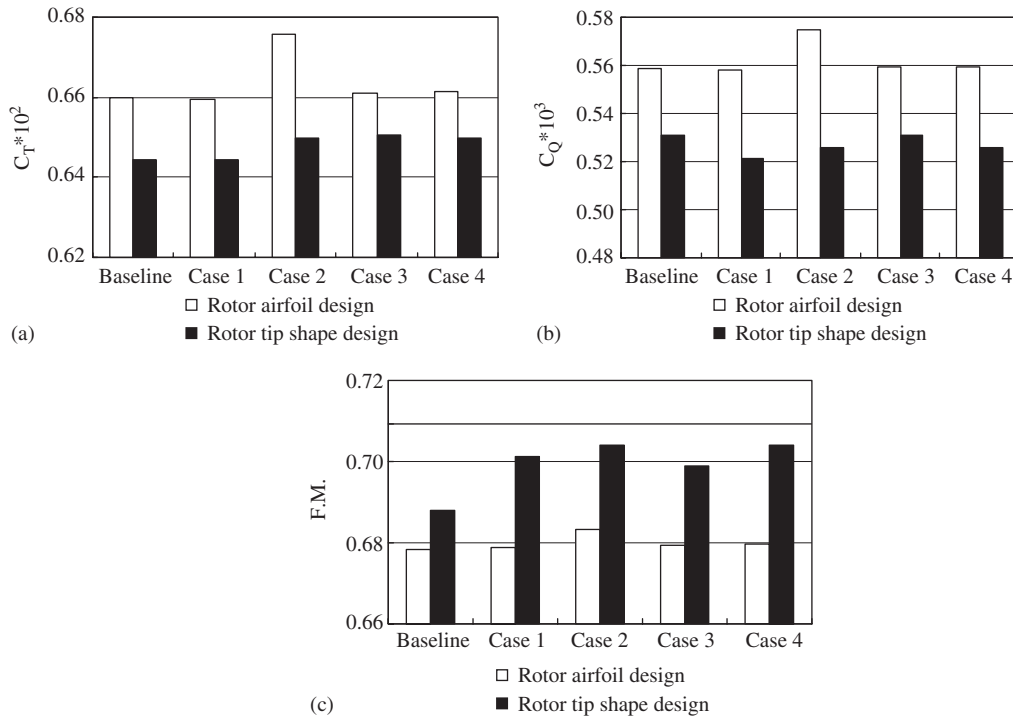 0.68
0.66
0.64
0.62
C_T*10^2
Baseline Case 1 Case 2 Case 3 Case 4
□ Rotor airfoil design
■ Rotor tip shape design
(a)
0.58
0.56
0.54
0.52
0.50
0.48
C_Q*10^3
Baseline Case 1 Case 2 Case 3 Case 4
□ Rotor airfoil design
■ Rotor tip shape design
(b)
0.72
0.70
0.68
0.66
F.M.
Baseline Case 1 Case 2 Case 3 Case 4
□ Rotor airfoil design
■ Rotor tip shape design
(c)